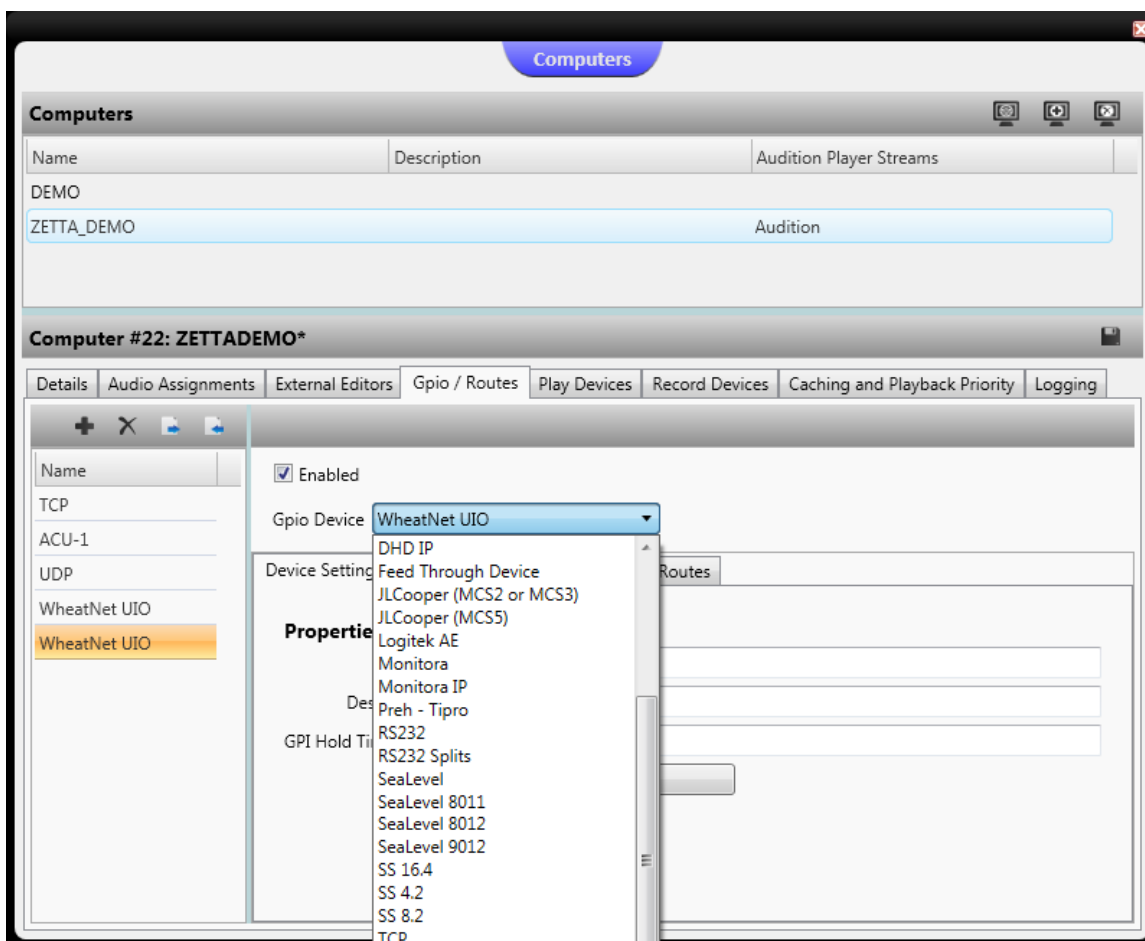 Computers
Computers
Name Description Audition Player Streams
DEMO
ZETTA_DEMO Audition
Computer #22: ZETTADEMO*
Details Audio Assignments External Editors Gpio / Routes Play Devices Record Devices Caching and Playback Priority Logging
Name
TCP
ACU-1
UDP
WheatNet UIO
WheatNet UIO
Enabled
Gpio Device WheatNet UIO
DHD IP
Feed Through Device
JLCooper (MCS2 or MCS3)
JLCooper (MCS5)
Logitek AE
Monitora
Monitora IP
Preh - Tipro
RS232
RS232 Splits
SeaLevel
SeaLevel 8011
SeaLevel 8012
SeaLevel 9012
SS 16.4
SS 4.2
SS 8.2
TCP
Device Setting Routes
Propertie
Des
GPI Hold Ti